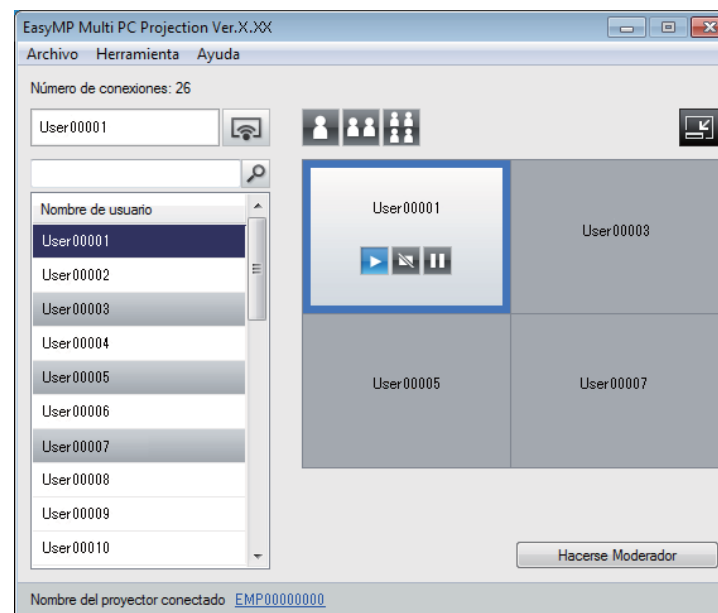 EasyMP Multi PC Projection Ver.X.XX
Archivo Herramienta Ayuda
Número de conexiones: 26
User00001
Nombre de usuario
User00001
User00002
User00003
User00004
User00005
User00006
User00007
User00008
User00009
User00010
User00001
User00003
User00005
User00007
Hacerse Moderador
Nombre del proyector conectado EMP00000000